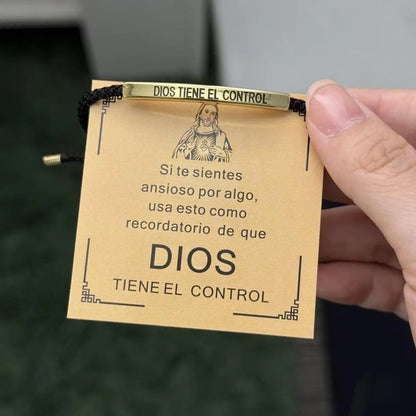 DIOS TIENE EL CONTROL
Si te sientes
ansioso por algo,
usa esto como
recordatorio de que
DIOS
TIENE EL CONTROL